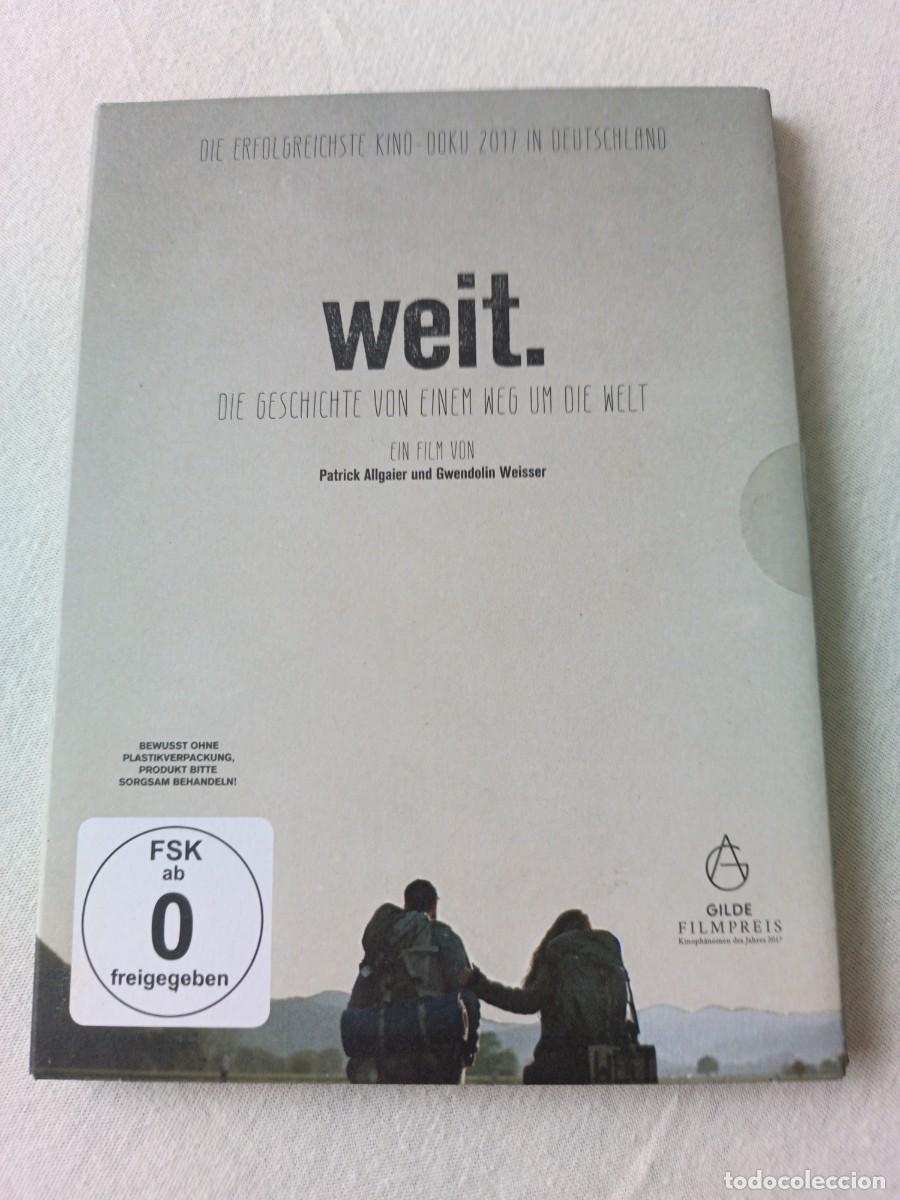 DIE ERFOLGREICHSTE KINO-DOKU 2017 IN DEUTSCHLAND
weit.
DIE GESCHICHTE VON EINEM WEG UM DIE WELT
EIN FILM VON
Patrick Allgaier und Gwendolin Weisser
BEWUSST OHNE
PLASTIKVERPACKUNG,
PRODUKT BITTE
SORGSAM BEHANDELN!
FSK
ab
0
freigegeben
AG
GILDE
FILMPREIS
Kinophänomen des Jahres 2017
todocoleccion